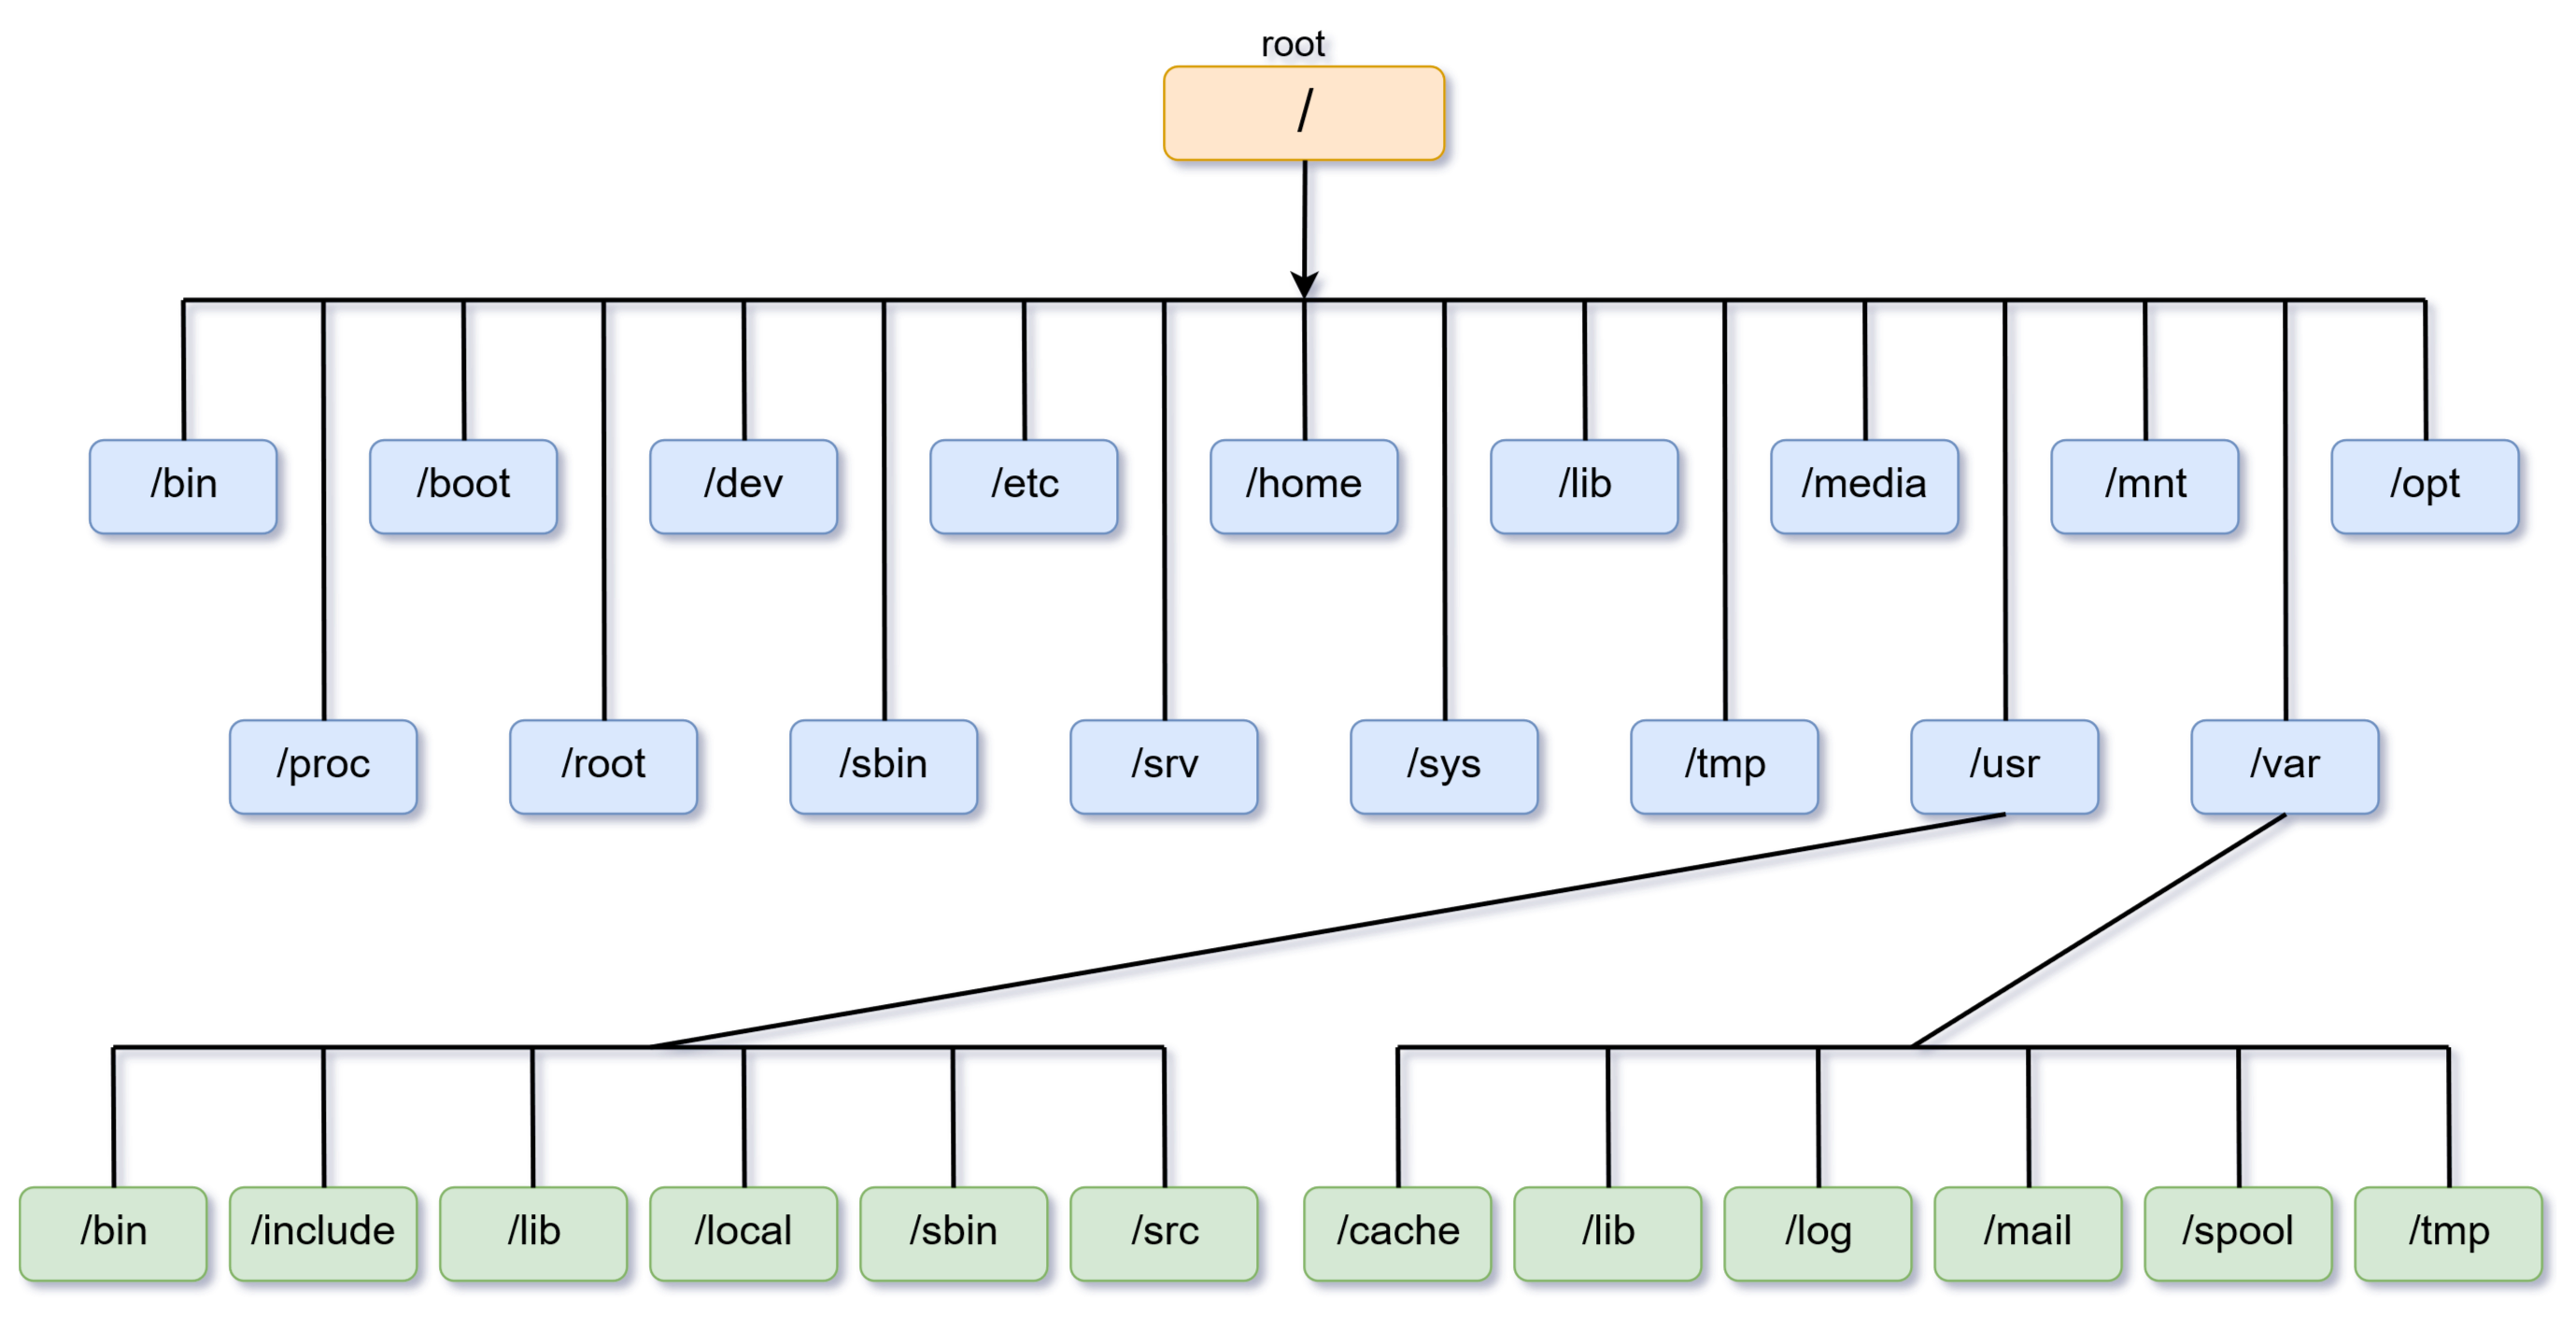 root
/
/bin
/boot
/dev
/etc
/home
/lib
/media
/mnt
/opt
/proc
/root
/sbin
/srv
/sys
/tmp
/usr
/var
/bin
/include
/lib
/local
/sbin
/src
/cache
/lib
/log
/mail
/spool
/tmp